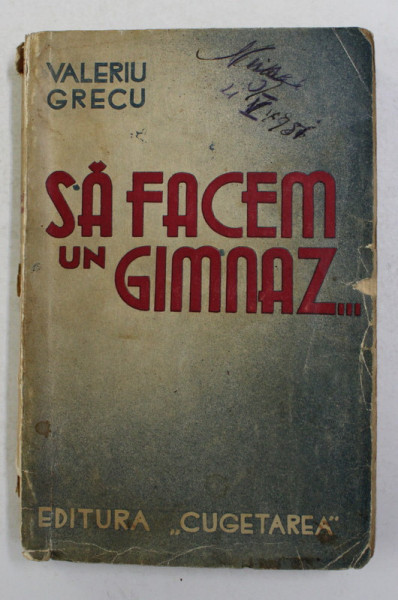 VALERIU
GRECU
SĂ FACEM
UN GIMNAZ...
EDITURA „CUGETAREA"